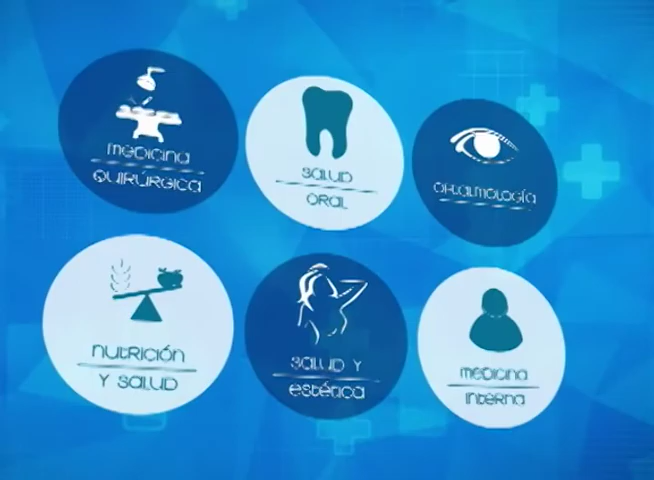 medicina
QUIRÚRGICA
SALUD
ORAL
OFTALMOLOGÍA
NUTRICIÓN
Y SALUD
SALUD Y
estética
medicina
interna